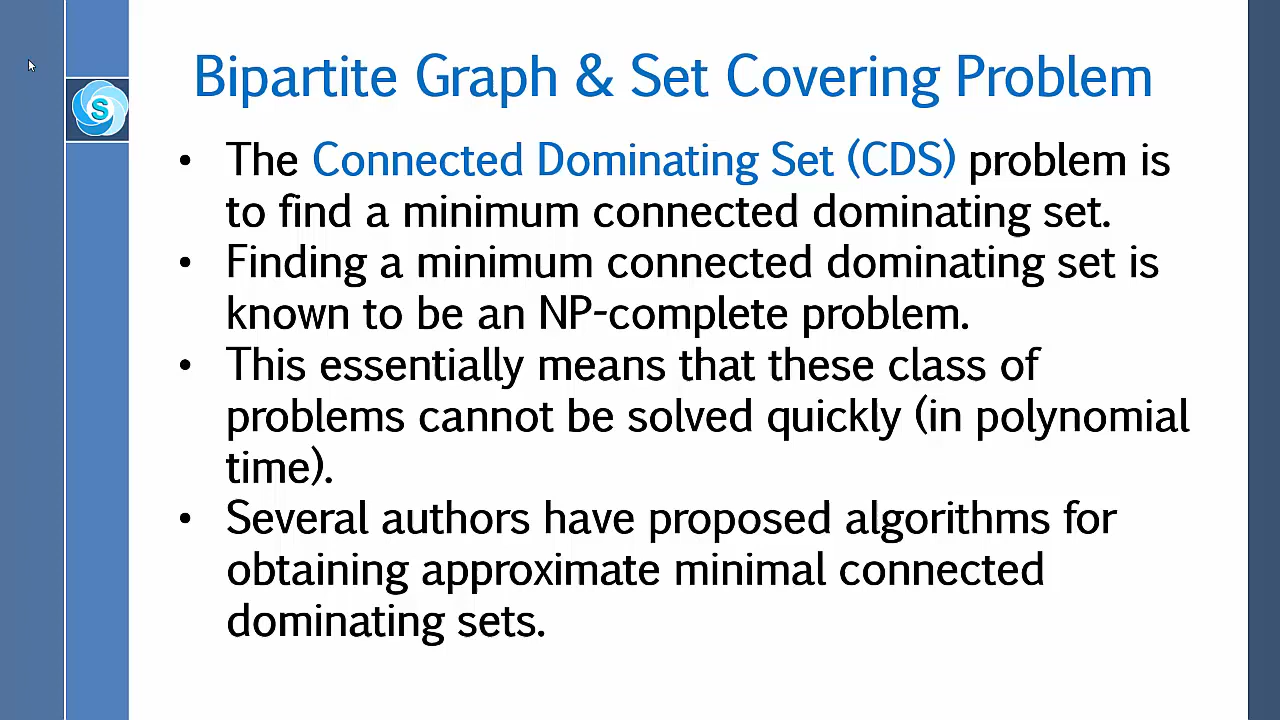 Bipartite Graph & Set Covering Problem
S
• The Connected Dominating Set (CDS) problem is
to find a minimum connected dominating set.
• Finding a minimum connected dominating set is
known to be an NP-complete problem.
• This essentially means that these class of
problems cannot be solved quickly (in polynomial
time).
• Several authors have proposed algorithms for
obtaining approximate minimal connected
dominating sets.